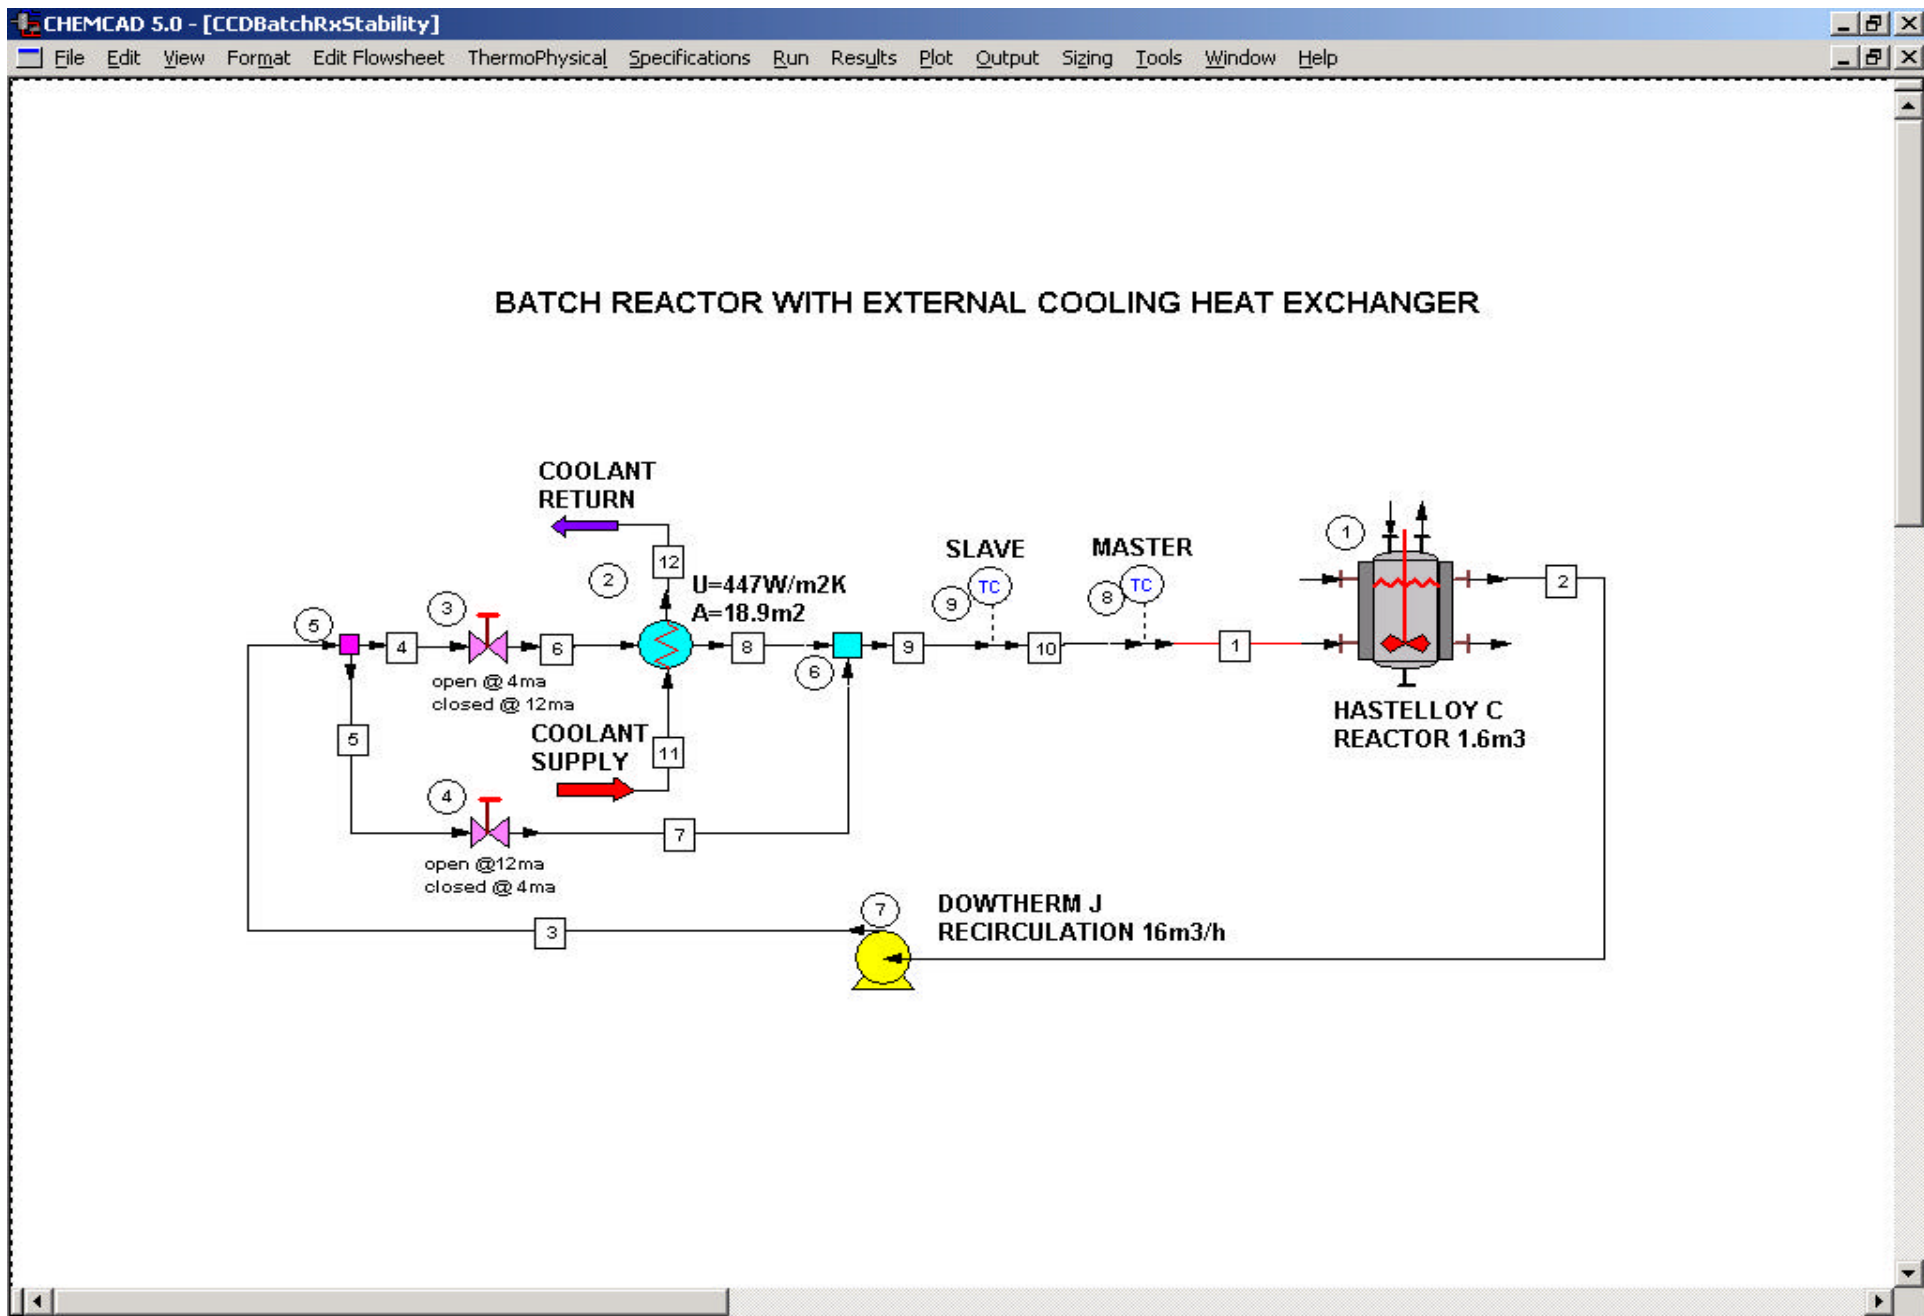 CHEMCAD 5.0 - [CCDBatchRxStability]
File Edit View Format Edit Flowsheet ThermoPhysical Specifications Run Results Plot Output Sizing Tools Window Help
BATCH REACTOR WITH EXTERNAL COOLING HEAT EXCHANGER
COOLANT
RETURN
12
2
U=447W/m2K
A=18.9m2
SLAVE
TC
9
MASTER
TC
8
1
2
5
4
3
6
8
6
9
10
1
open @ 4ma
closed @ 12ma
HASTELLOY C
REACTOR 1.6m3
5
COOLANT
SUPPLY
11
4
7
open @12ma
closed @ 4ma
3
7
DOWTHERM J
RECIRCULATION 16m3/h